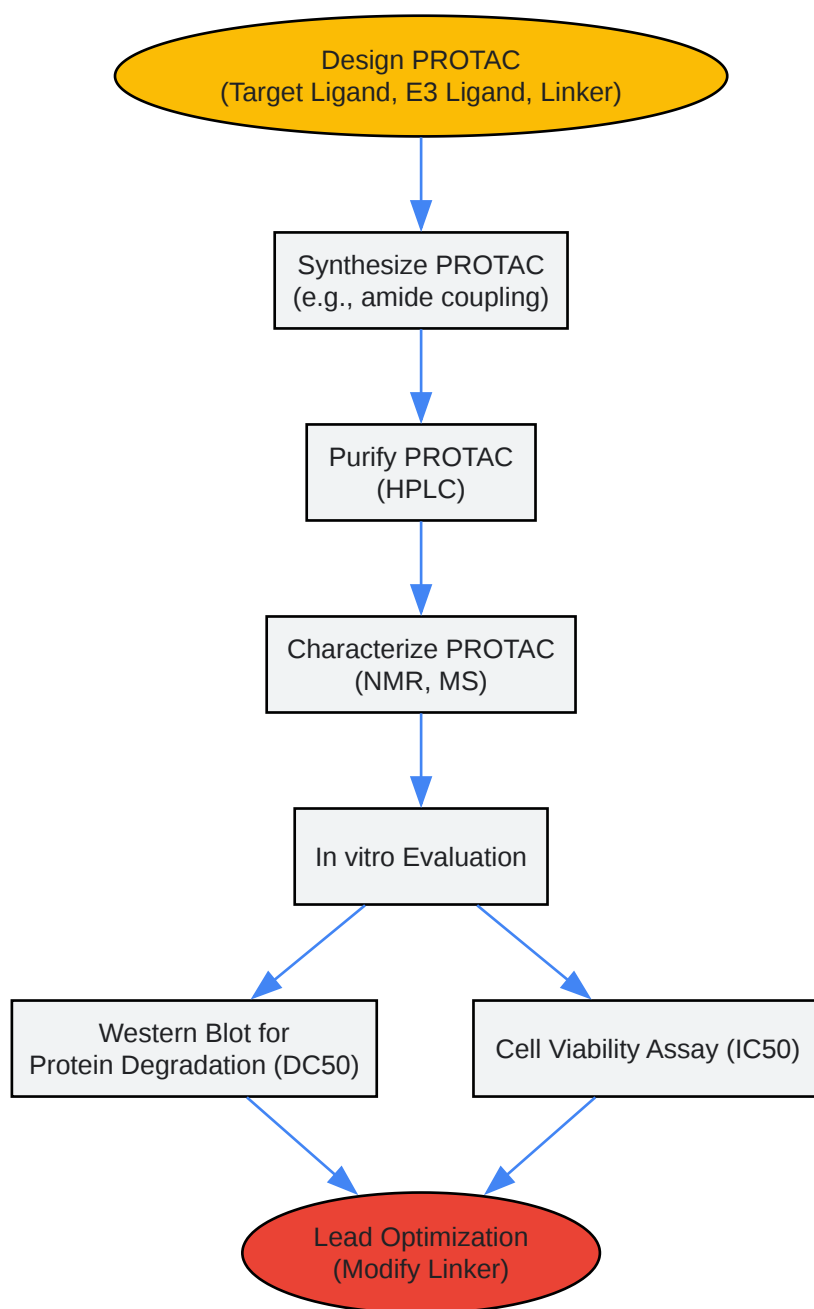 Design PROTAC
(Target Ligand, E3 Ligand, Linker)
Synthesize PROTAC
(e.g., amide coupling)
Purify PROTAC
(HPLC)
Characterize PROTAC
(NMR, MS)
In vitro Evaluation
Western Blot for
Protein Degradation (DC50)
Cell Viability Assay (IC50)
Lead Optimization
(Modify Linker)